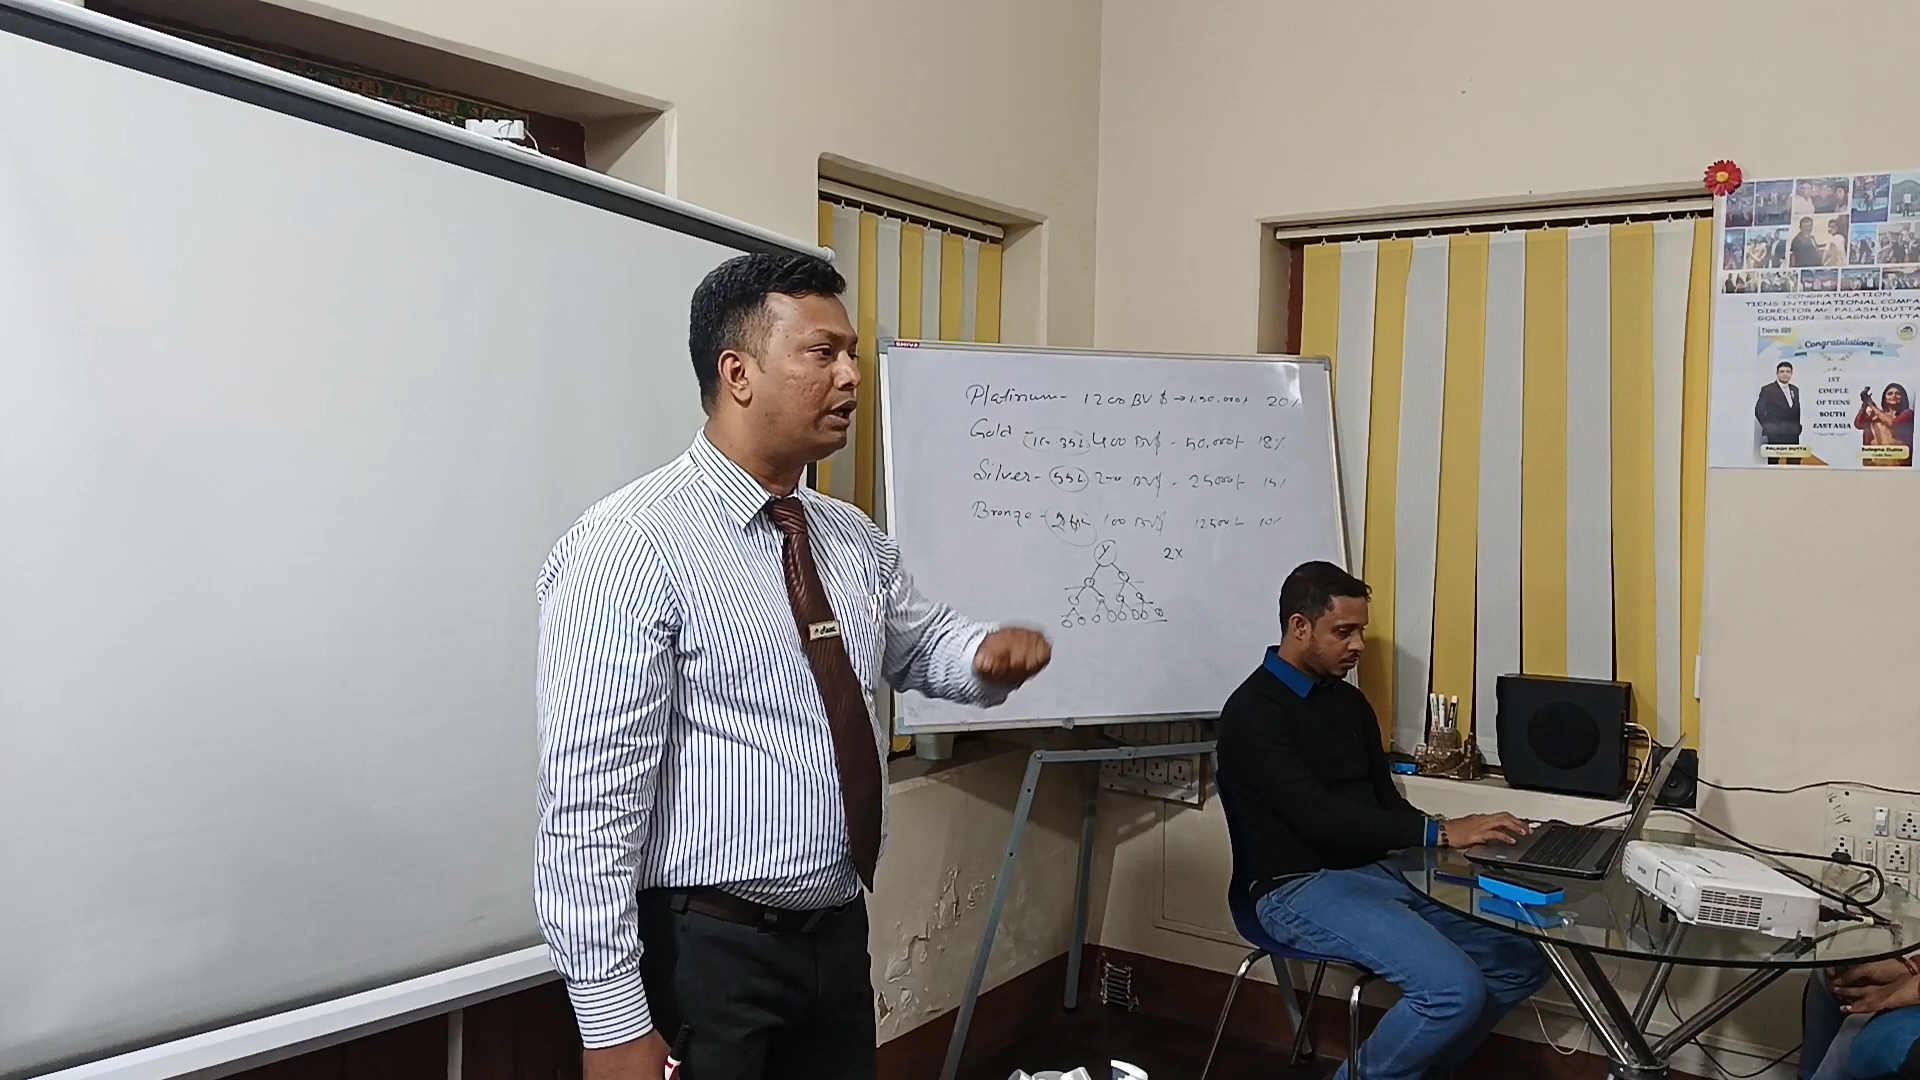 SHIVA
Platinum - 1200 BV $ → 1,50,000/- 20%
Gold - 400 BV$ - 50,000/- 18%
Silver - 200 BV$ - 25000/- 15%
Bronze - 100 BV$ 12500/- 10%
Y
2x
CONGRATULATION
TIENS INTERNATIONAL COMPA
DIRECTOR Mr. PALASH DUTTA
GOLDLION SULAGNA DUTTA
Tiens
Congratulations
1ST
COUPLE
OF TIENS
SOUTH
EAST ASIA
PALASH DUTTA
Sulagna Dutta